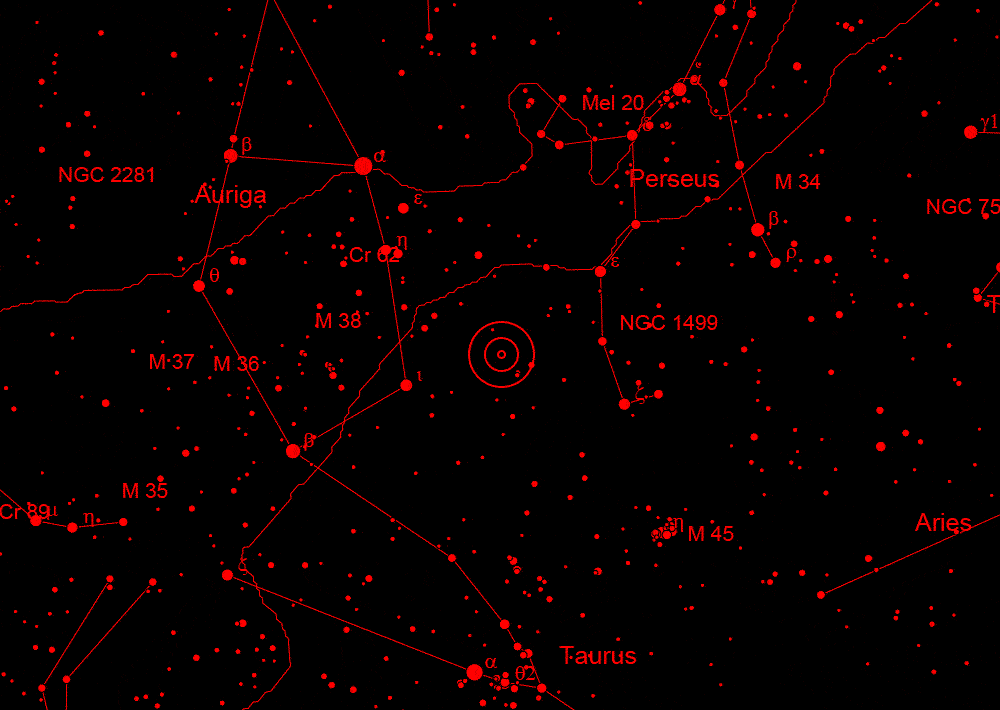 α
Mel 20
δ
γ1
β
α
NGC 2281
Perseus
M 34
Auriga
ε
NGC 75
β
η
ρ
Cr 62
ε
θ
T
M 38
NGC 1499
M 37
M 36
ι
ξ
β
M 35
Cr 89
μ
η
η
M 45
Aries
ζ
Taurus
α
θ2